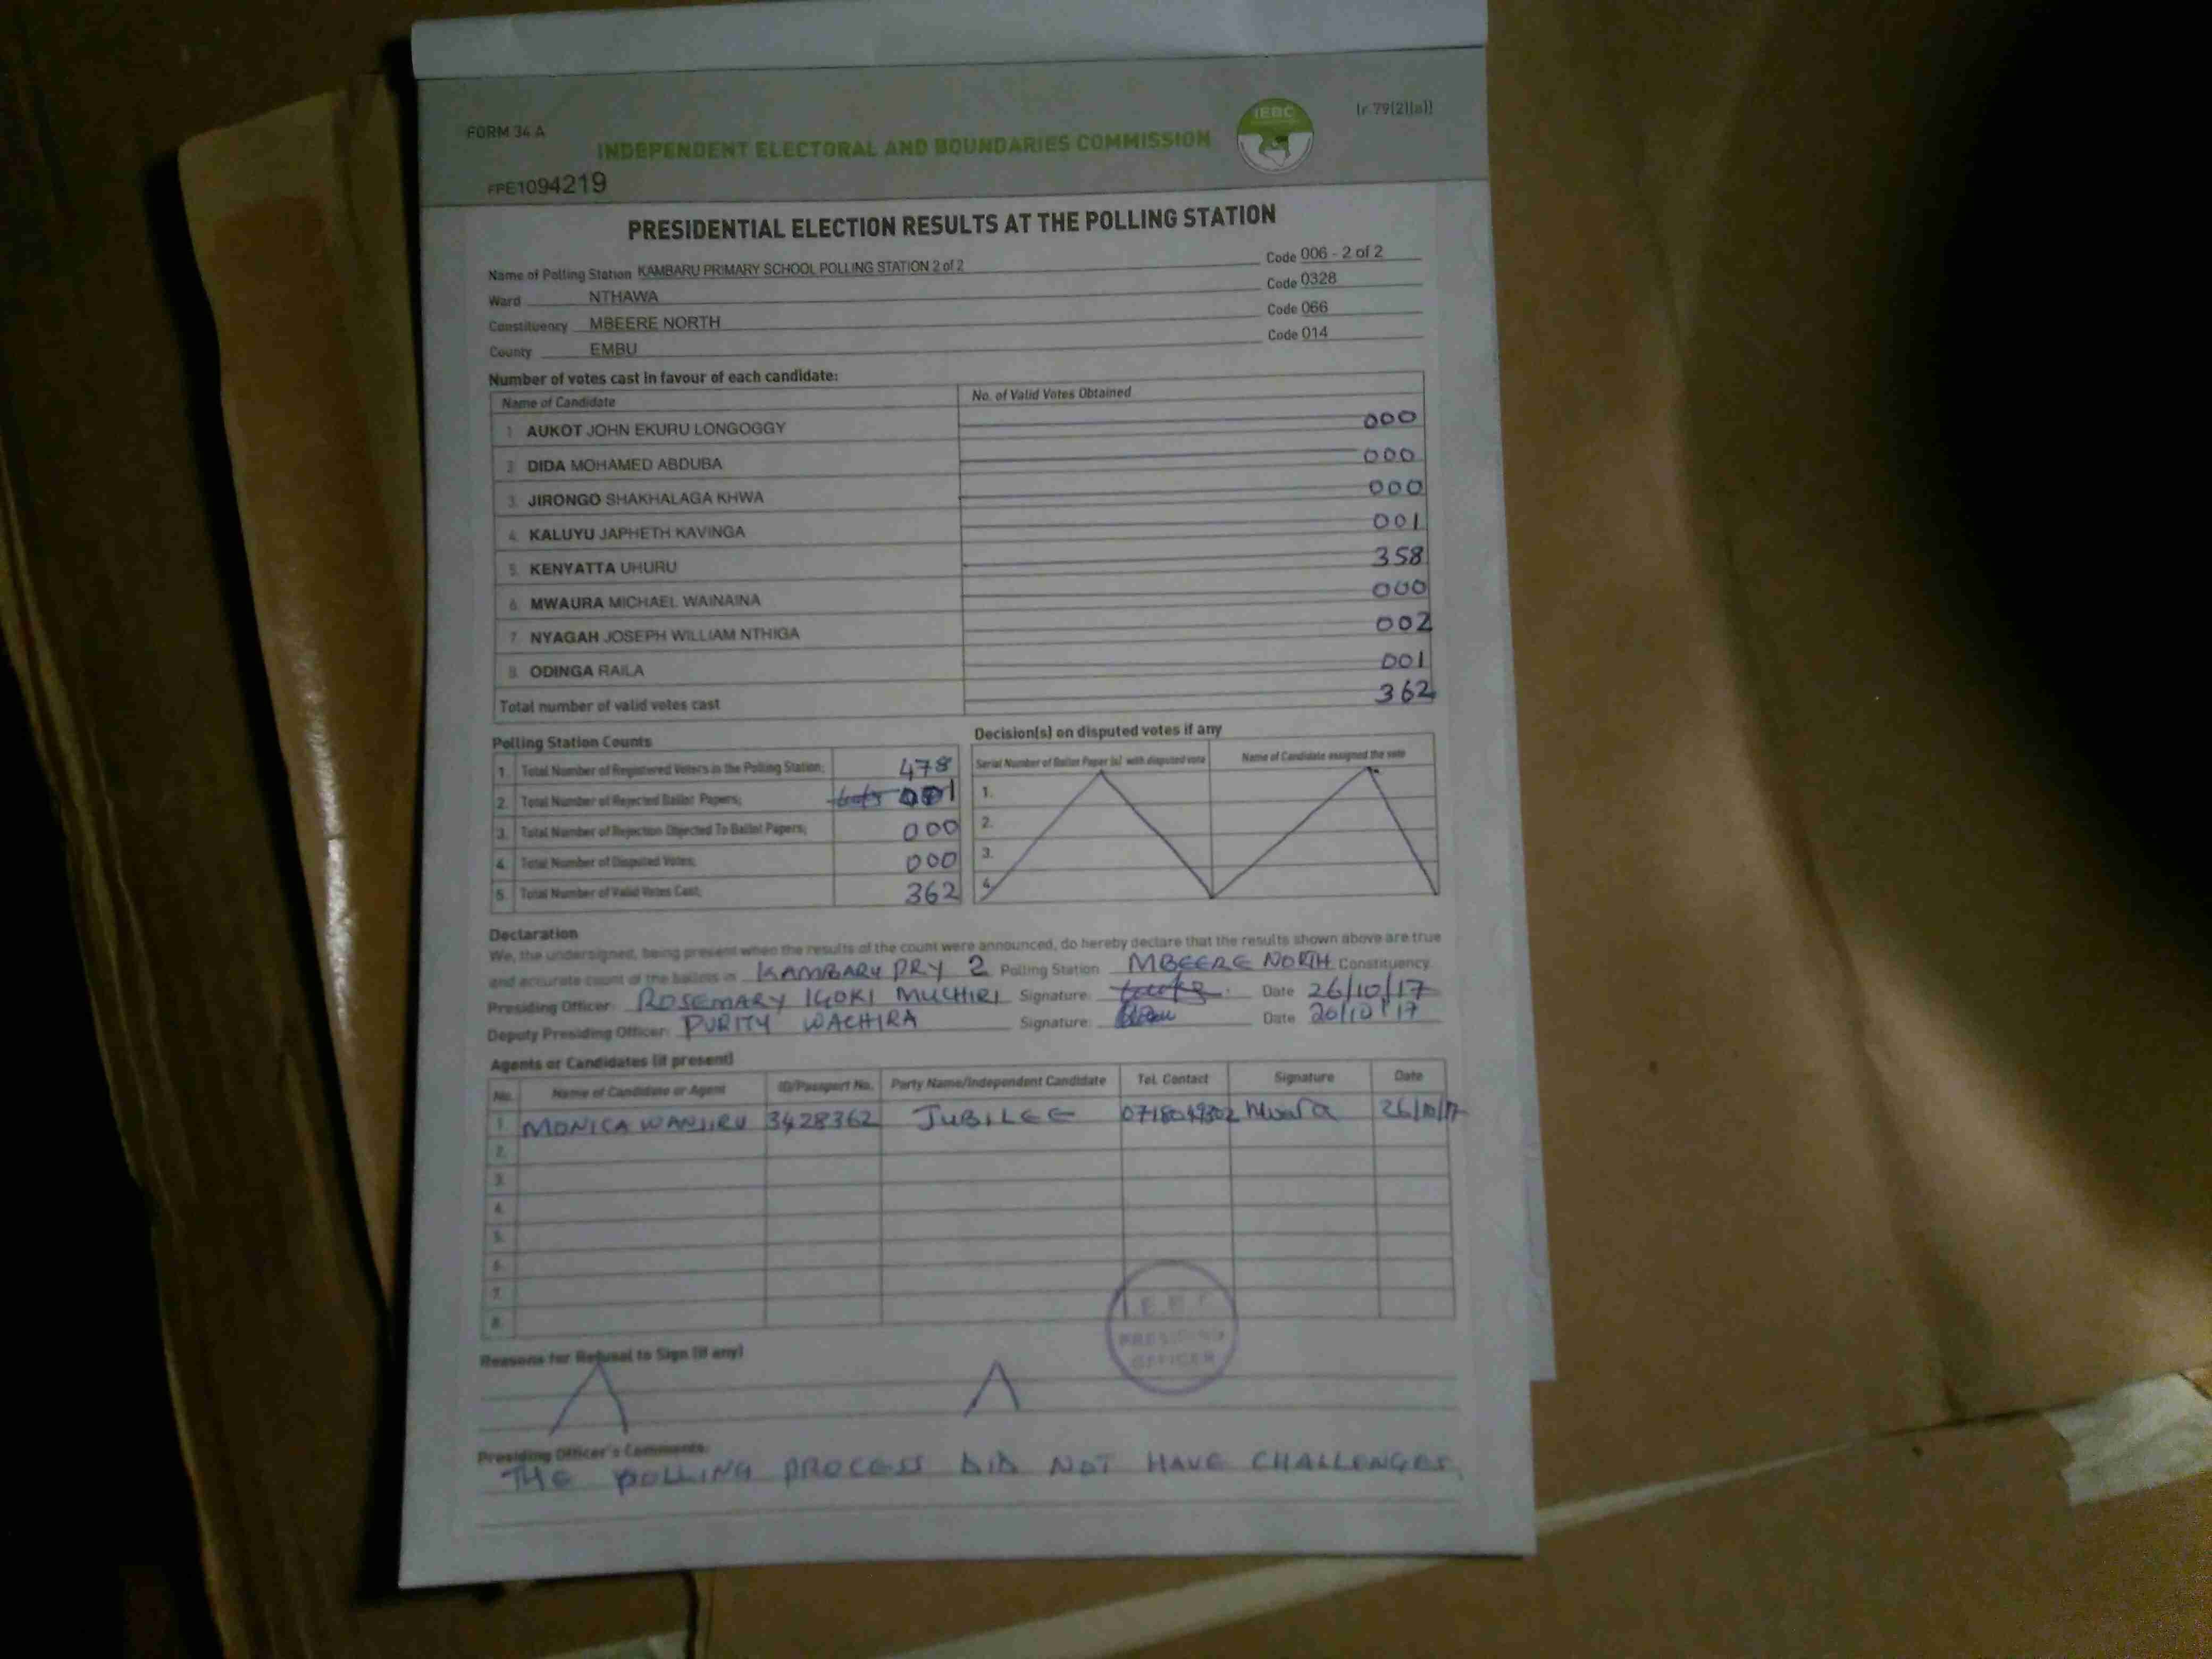 FORM 34 A
(r.79(2)(a))
IEBC
INDEPENDENT ELECTORAL AND BOUNDARIES COMMISSION
FPE1094219
PRESIDENTIAL ELECTION RESULTS AT THE POLLING STATION
Name of Polling Station KAMBARU PRIMARY SCHOOL POLLING STATION 2 of 2 Code 006 - 2 of 2
Ward NTHAWA Code 0328
Constituency MBEERE NORTH Code 066
County EMBU Code 014
Number of votes cast in favour of each candidate:
Name of Candidate No. of Valid Votes Obtained
1 AUKOT JOHN EKURU LONGOGGY 000
2 DIDA MOHAMED ABDUBA 000
3. JIRONGO SHAKHALAGA KHWA 000
4. KALUYU JAPHETH KAVINGA 001
5. KENYATTA UHURU 358
6. MWAURA MICHAEL WAINAINA 000
7. NYAGAH JOSEPH WILLIAM NTHIGA 002
8. ODINGA RAILA 001
Total number of valid votes cast 362
Polling Station Counts
1. Total Number of Registered Voters in the Polling Station; 478
2. Total Number of Rejected Ballot Papers; 001
3. Total Number of Rejection Objected To Ballot Papers; 000
4. Total Number of Disputed Votes; 000
5. Total Number of Valid Votes Cast; 362
Decision(s) on disputed votes if any
Serial Number of Ballot Paper (s) with disputed vote Name of Candidate assigned the vote
1.
2.
3.
4.
Declaration
We, the undersigned, being present when the results of the count were announced, do hereby declare that the results shown above are true
and accurate count of the ballots in KAMBARU PRY 2 Polling Station MBEERE NORTH Constituency
Presiding Officer: ROSEMARY IGOKI MUCHIRI Signature: Date 26/10/17
Deputy Presiding Officer: PURITY WACHIRA Signature: Date 26/10/17
Agents or Candidates (if present)
No. Name of Candidate or Agent ID/Passport No. Party Name/Independent Candidate Tel. Contact Signature Date
1 MONICA WANJIRU 3428362 JUBILEE 0718049302 26/10/17
2.
3.
4.
5.
6.
7.
8.
IEBC
PRESIDING
OFFICER
Reasons for Refusal to Sign (if any)
Presiding Officer's Comments:
THE POLLING PROCESS DID NOT HAVE CHALLENGES.